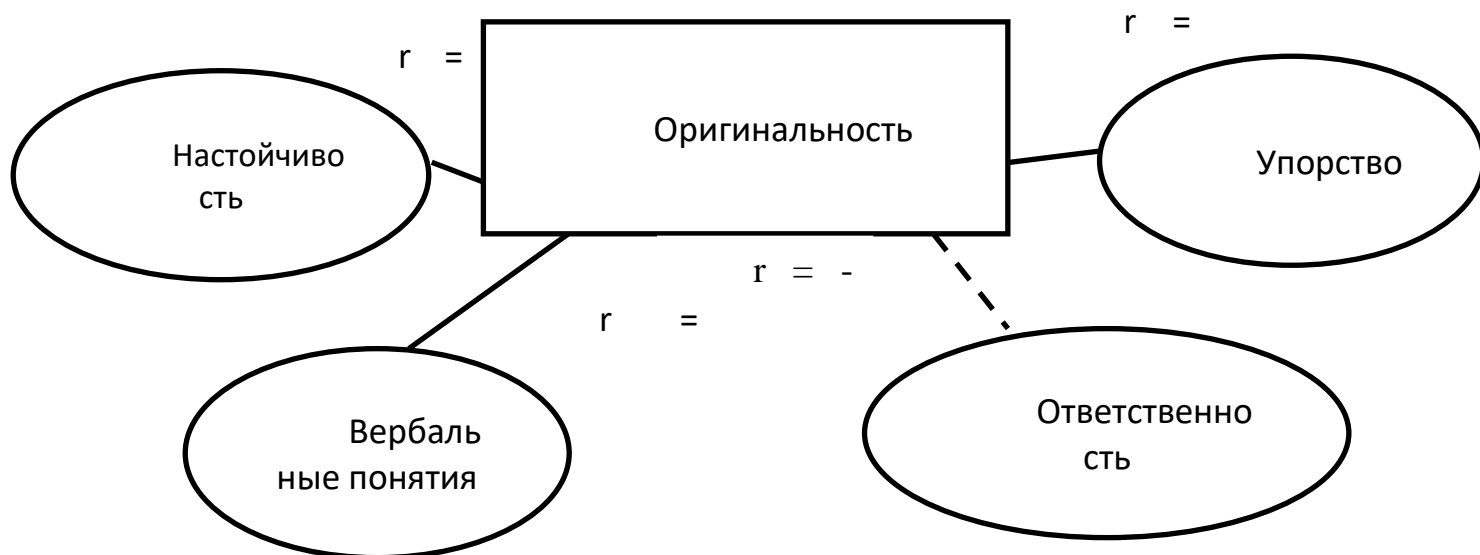 r =
r =
Оригинальность
Настойчиво
сть
Упорство
r = -
r =
Вербаль
ные понятия
Ответственно
сть